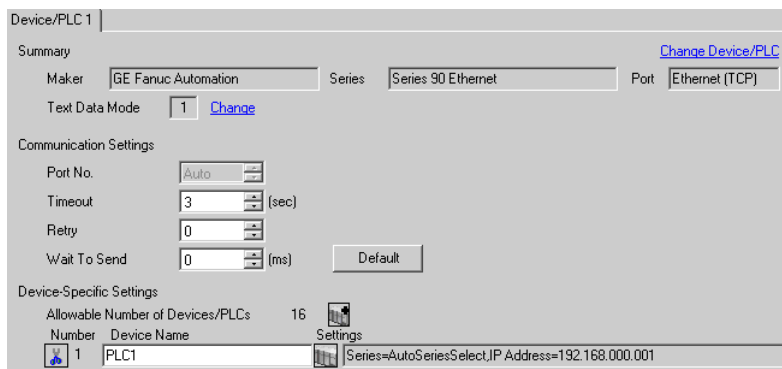 Device/PLC 1
Summary Change Device/PLC
Maker GE Fanuc Automation Series Series 90 Ethernet Port Ethernet (TCP)
Text Data Mode 1 Change
Communication Settings
Port No. Auto
Timeout 3 (sec)
Retry 0
Wait To Send 0 (ms) Default
Device-Specific Settings
Allowable Number of Devices/PLCs 16
Number Device Name Settings
1 PLC1 Series=AutoSeriesSelect,IP Address=192.168.000.001